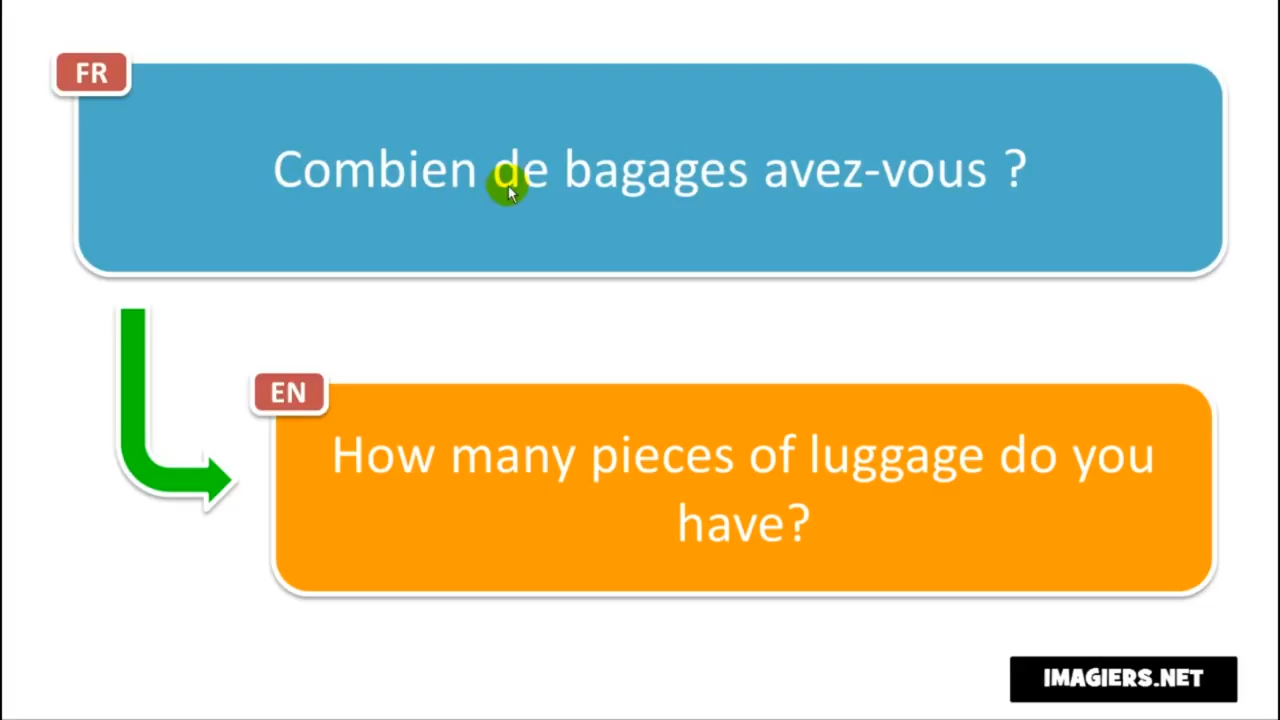 FR
Combien de bagages avez-vous ?
EN
How many pieces of luggage do you
have?
IMAGIERS.NET